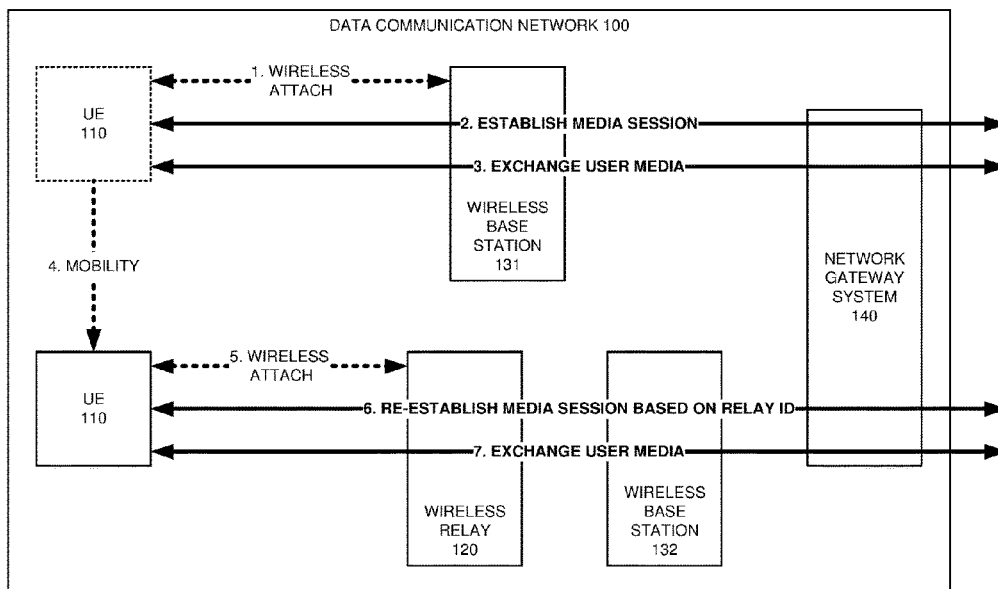 DATA COMMUNICATION NETWORK 100
1. WIRELESS
ATTACH
UE
110
2. ESTABLISH MEDIA SESSION
3. EXCHANGE USER MEDIA
WIRELESS
BASE
STATION
131
4. MOBILITY
NETWORK
GATEWAY
SYSTEM
140
5. WIRELESS
ATTACH
UE
110
6. RE-ESTABLISH MEDIA SESSION BASED ON RELAY ID
7. EXCHANGE USER MEDIA
WIRELESS
RELAY
120
WIRELESS
BASE
STATION
132